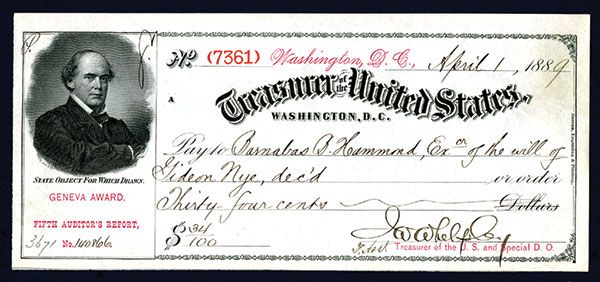 No (7361) Washington, D. C., April 1, 1889
A
Treasurer of the United States,
WASHINGTON, D.C.
Pay to Barnabas B. Hammond, Exor of the will of
Gideon Nye, dec'd or order
Thirty four cents Dollars
$ 34/100
Treasurer of the U. S. and Special D. O.
STATE OBJECT FOR WHICH DRAWN.
GENEVA AWARD.
FIFTH AUDITOR'S REPORT,
3671 No. 140866